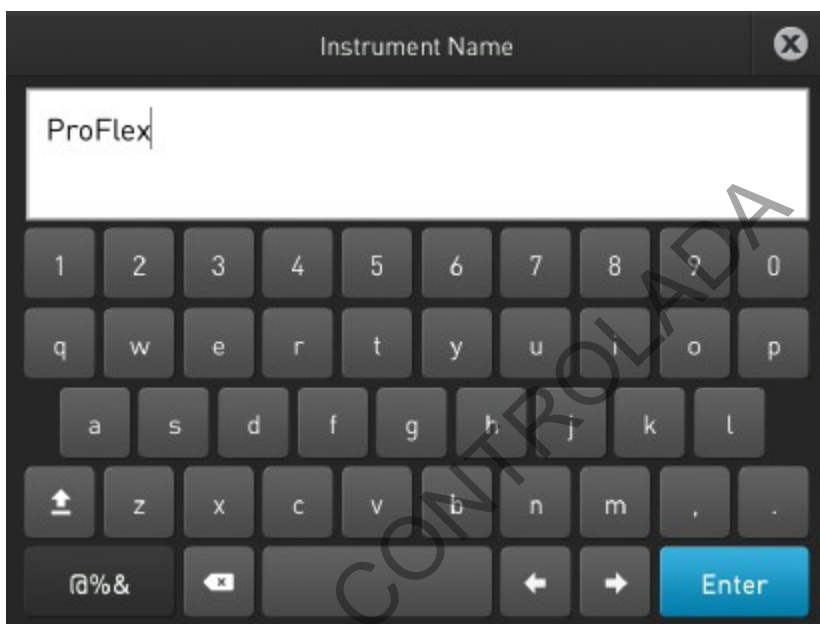 Instrument Name
ProFlex
1 2 3 4 5 6 7 8 9 0
q w e r t y u i o p
a s d f g h j k l
z x c v b n m , .
@%& Enter
CONTROLADA